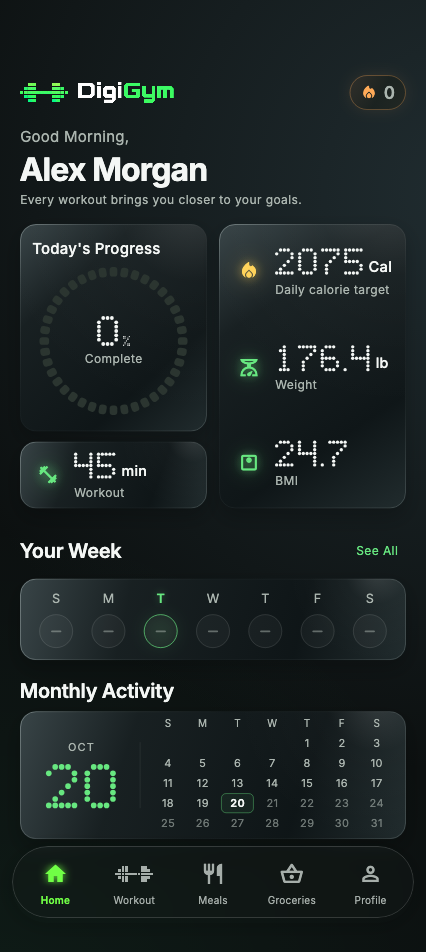 DigiGym
0
Good Morning,
Alex Morgan
Every workout brings you closer to your goals.
Today's Progress
0%
Complete
45 min
Workout
2075 Cal
Daily calorie target
176.4 lb
Weight
24.7
BMI
Your Week
See All
S M T W T F S
– – – – – – –
Monthly Activity
OCT
20
S M T W T F S
1 2 3
4 5 6 7 8 9 10
11 12 13 14 15 16 17
18 19 20 21 22 23 24
25 26 27 28 29 30 31
Home Workout Meals Groceries Profile